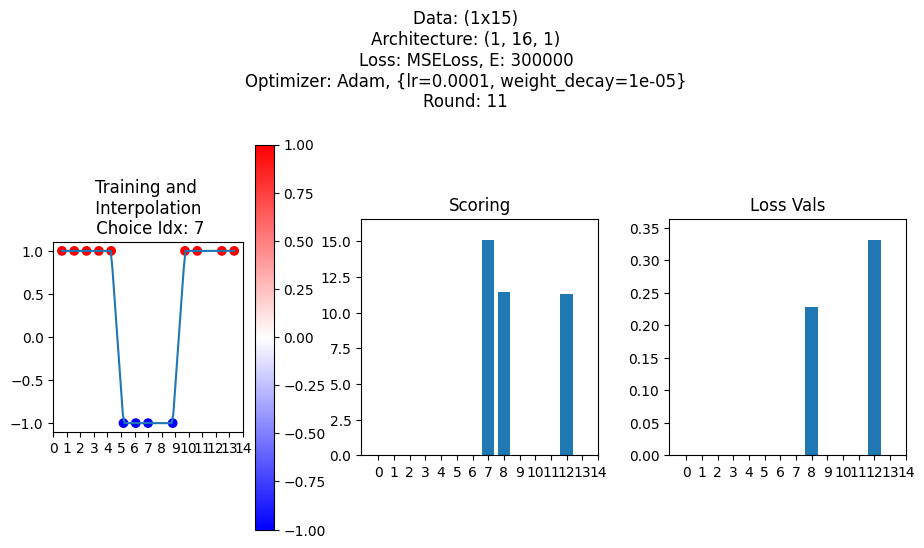 Data: (1x15)
Architecture: (1, 16, 1)
Loss: MSELoss, E: 300000
Optimizer: Adam, {lr=0.0001, weight_decay=1e-05}
Round: 11
Training and
Interpolation
Choice Idx: 7
1.0
0.5
0.0
−0.5
−1.0
0 1 2 3 4 5 6 7 8 9 10 11 12 13 14
1.00
0.75
0.50
0.25
0.00
−0.25
−0.50
−0.75
−1.00
Scoring
15.0
12.5
10.0
7.5
5.0
2.5
0.0
0 1 2 3 4 5 6 7 8 9 10 11 12 13 14
Loss Vals
0.35
0.30
0.25
0.20
0.15
0.10
0.05
0.00
0 1 2 3 4 5 6 7 8 9 10 11 12 13 14